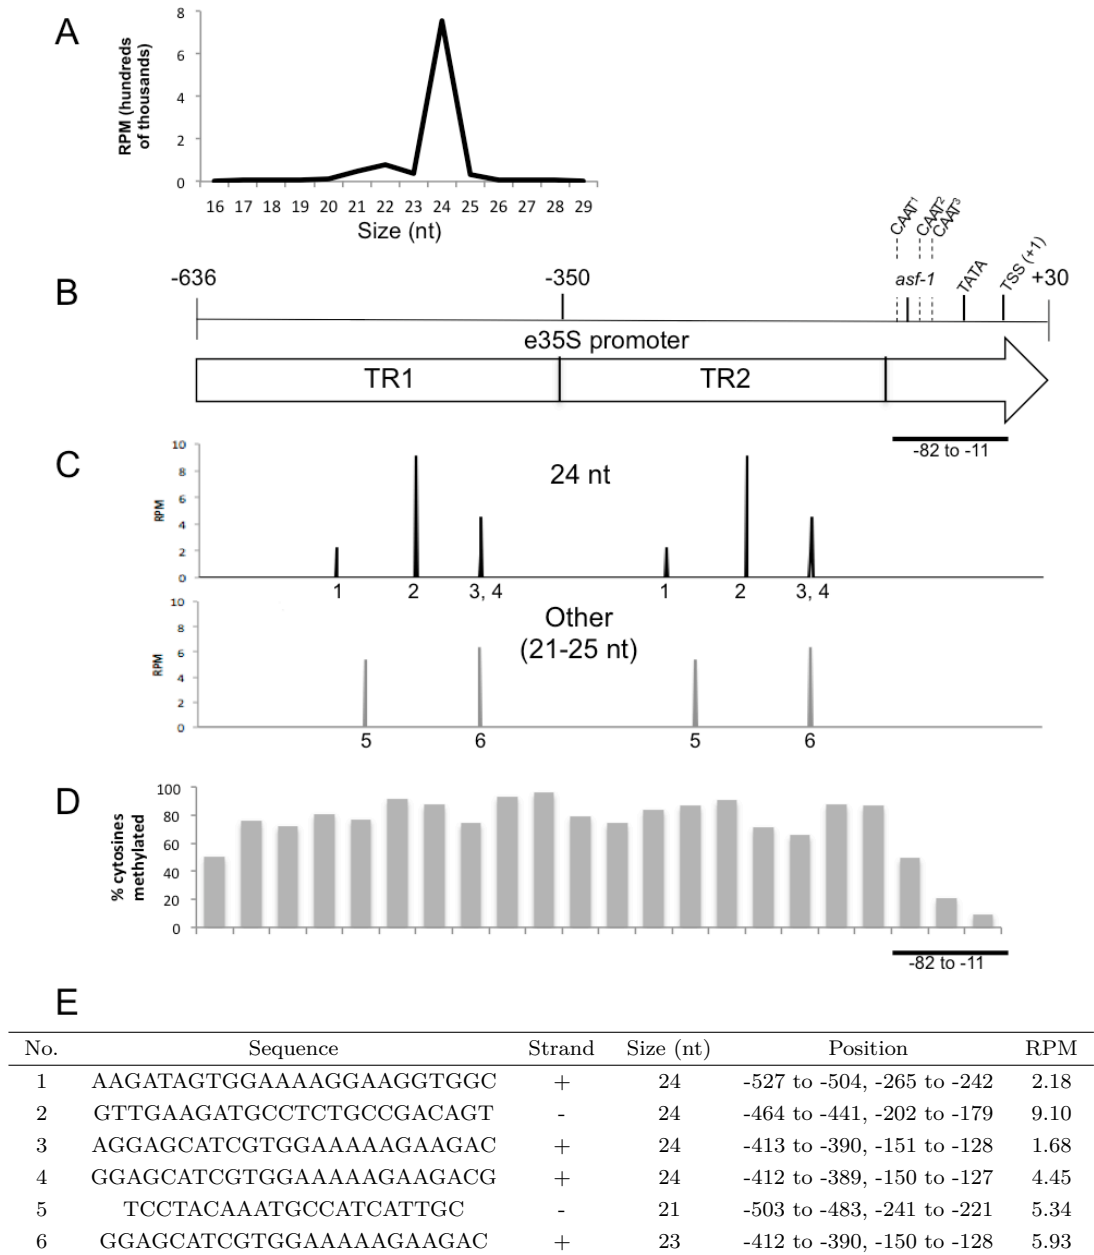 A
RPM (hundreds
of thousands)
8
6
4
2
0
16 17 18 19 20 21 22 23 24 25 26 27 28 29
Size (nt)
B
-636
-350
CAAT1
CAAT2
CAAT3
asf-1
TATA
TSS (+1)
+30
e35S promoter
TR1
TR2
-82 to -11
C
10
8
6
4
2
0
RPM
24 nt
1 2 3, 4 1 2 3, 4
10
8
6
4
2
0
RPM
Other
(21-25 nt)
5 6 5 6
D
% cytosines
methylated
100
80
60
40
20
0
-82 to -11
E
No. Sequence Strand Size (nt) Position RPM
1 AAGATAGTGGAAAAGGAAGGTGGC + 24 -527 to -504, -265 to -242 2.18
2 GTTGAAGATGCCTCTGCCGACAGT - 24 -464 to -441, -202 to -179 9.10
3 AGGAGCATCGTGGAAAAAGAAGAC + 24 -413 to -390, -151 to -128 1.68
4 GGAGCATCGTGGAAAAAGAAGACG + 24 -412 to -389, -150 to -127 4.45
5 TCCTACAAATGCCATCATTGC - 21 -503 to -483, -241 to -221 5.34
6 GGAGCATCGTGGAAAAAGAAGAC + 23 -412 to -390, -150 to -128 5.93